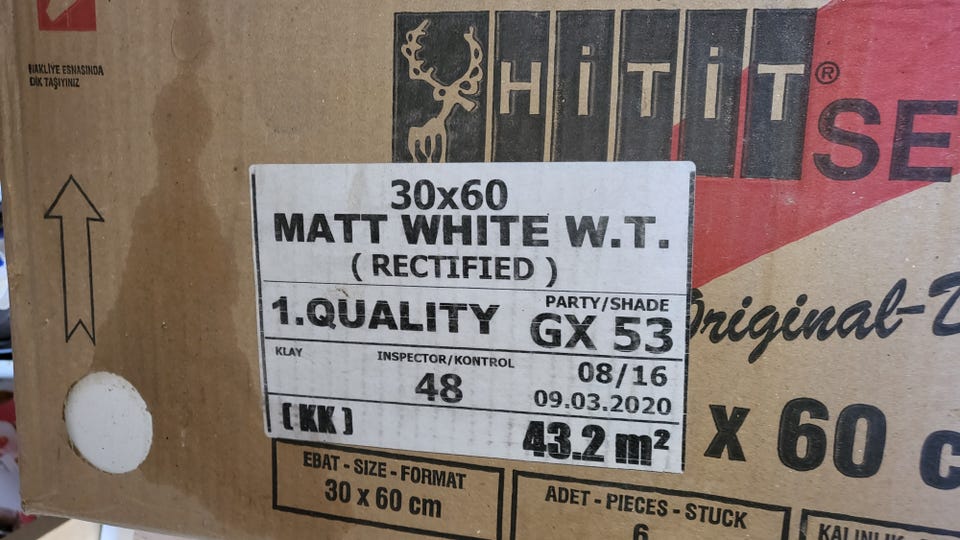 NAKLİYE ESNASINDA
DİK TAŞIYINIZ
HiTiT®
SE
30x60
MATT WHITE W.T.
( RECTIFIED )
1.QUALITY
PARTY/SHADE
GX 53
KLAY
INSPECTOR/KONTROL
48
08/16
09.03.2020
(KK)
43.2 m²
Original-D
x 60 c
EBAT - SIZE - FORMAT
30 x 60 cm
ADET - PIECES - STUCK
6
KALINLIK